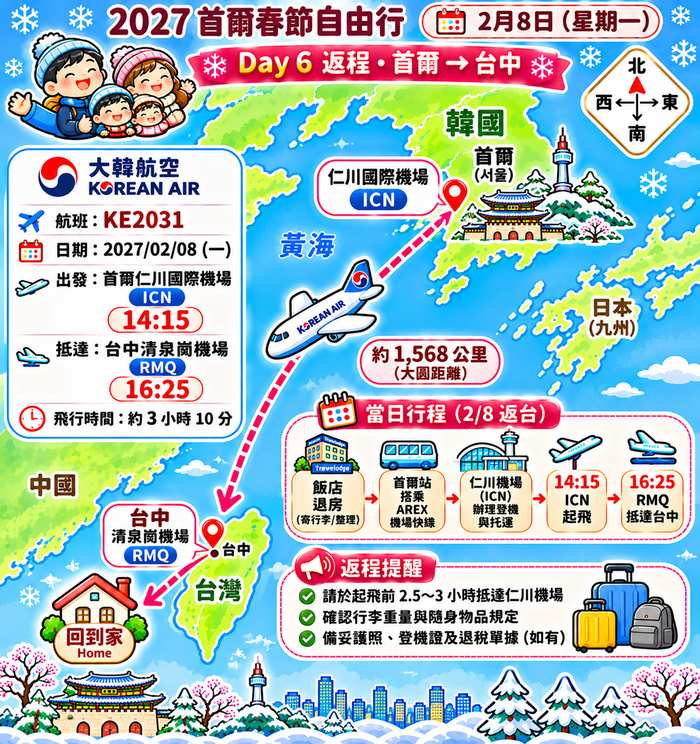 2027 首爾春節自由行
2月8日 (星期一)
Day 6 返程・首爾 → 台中
北
西 東
南
韓國
首爾
(서울)
仁川國際機場
ICN
大韓航空
KOREAN AIR
航班：KE2031
日期：2027/02/08 (一)
出發：首爾仁川國際機場
ICN
14:15
抵達：台中清泉崗機場
RMQ
16:25
飛行時間：約 3 小時 10 分
黃海
KOREAN AIR
日本
(九州)
約 1,568 公里
(大圓距離)
當日行程 (2/8 返台)
Travelodge
飯店
退房
(寄行李/整理)
首爾站
搭乘
AREX
機場快線
仁川機場
(ICN)
辦理登機
與托運
14:15
ICN
起飛
16:25
RMQ
抵達台中
中國
台中
清泉崗機場
RMQ
台中
台灣
回到家
Home
返程提醒
請於起飛前 2.5～3 小時抵達仁川機場
確認行李重量與隨身物品規定
備妥護照、登機證及退稅單據 (如有)